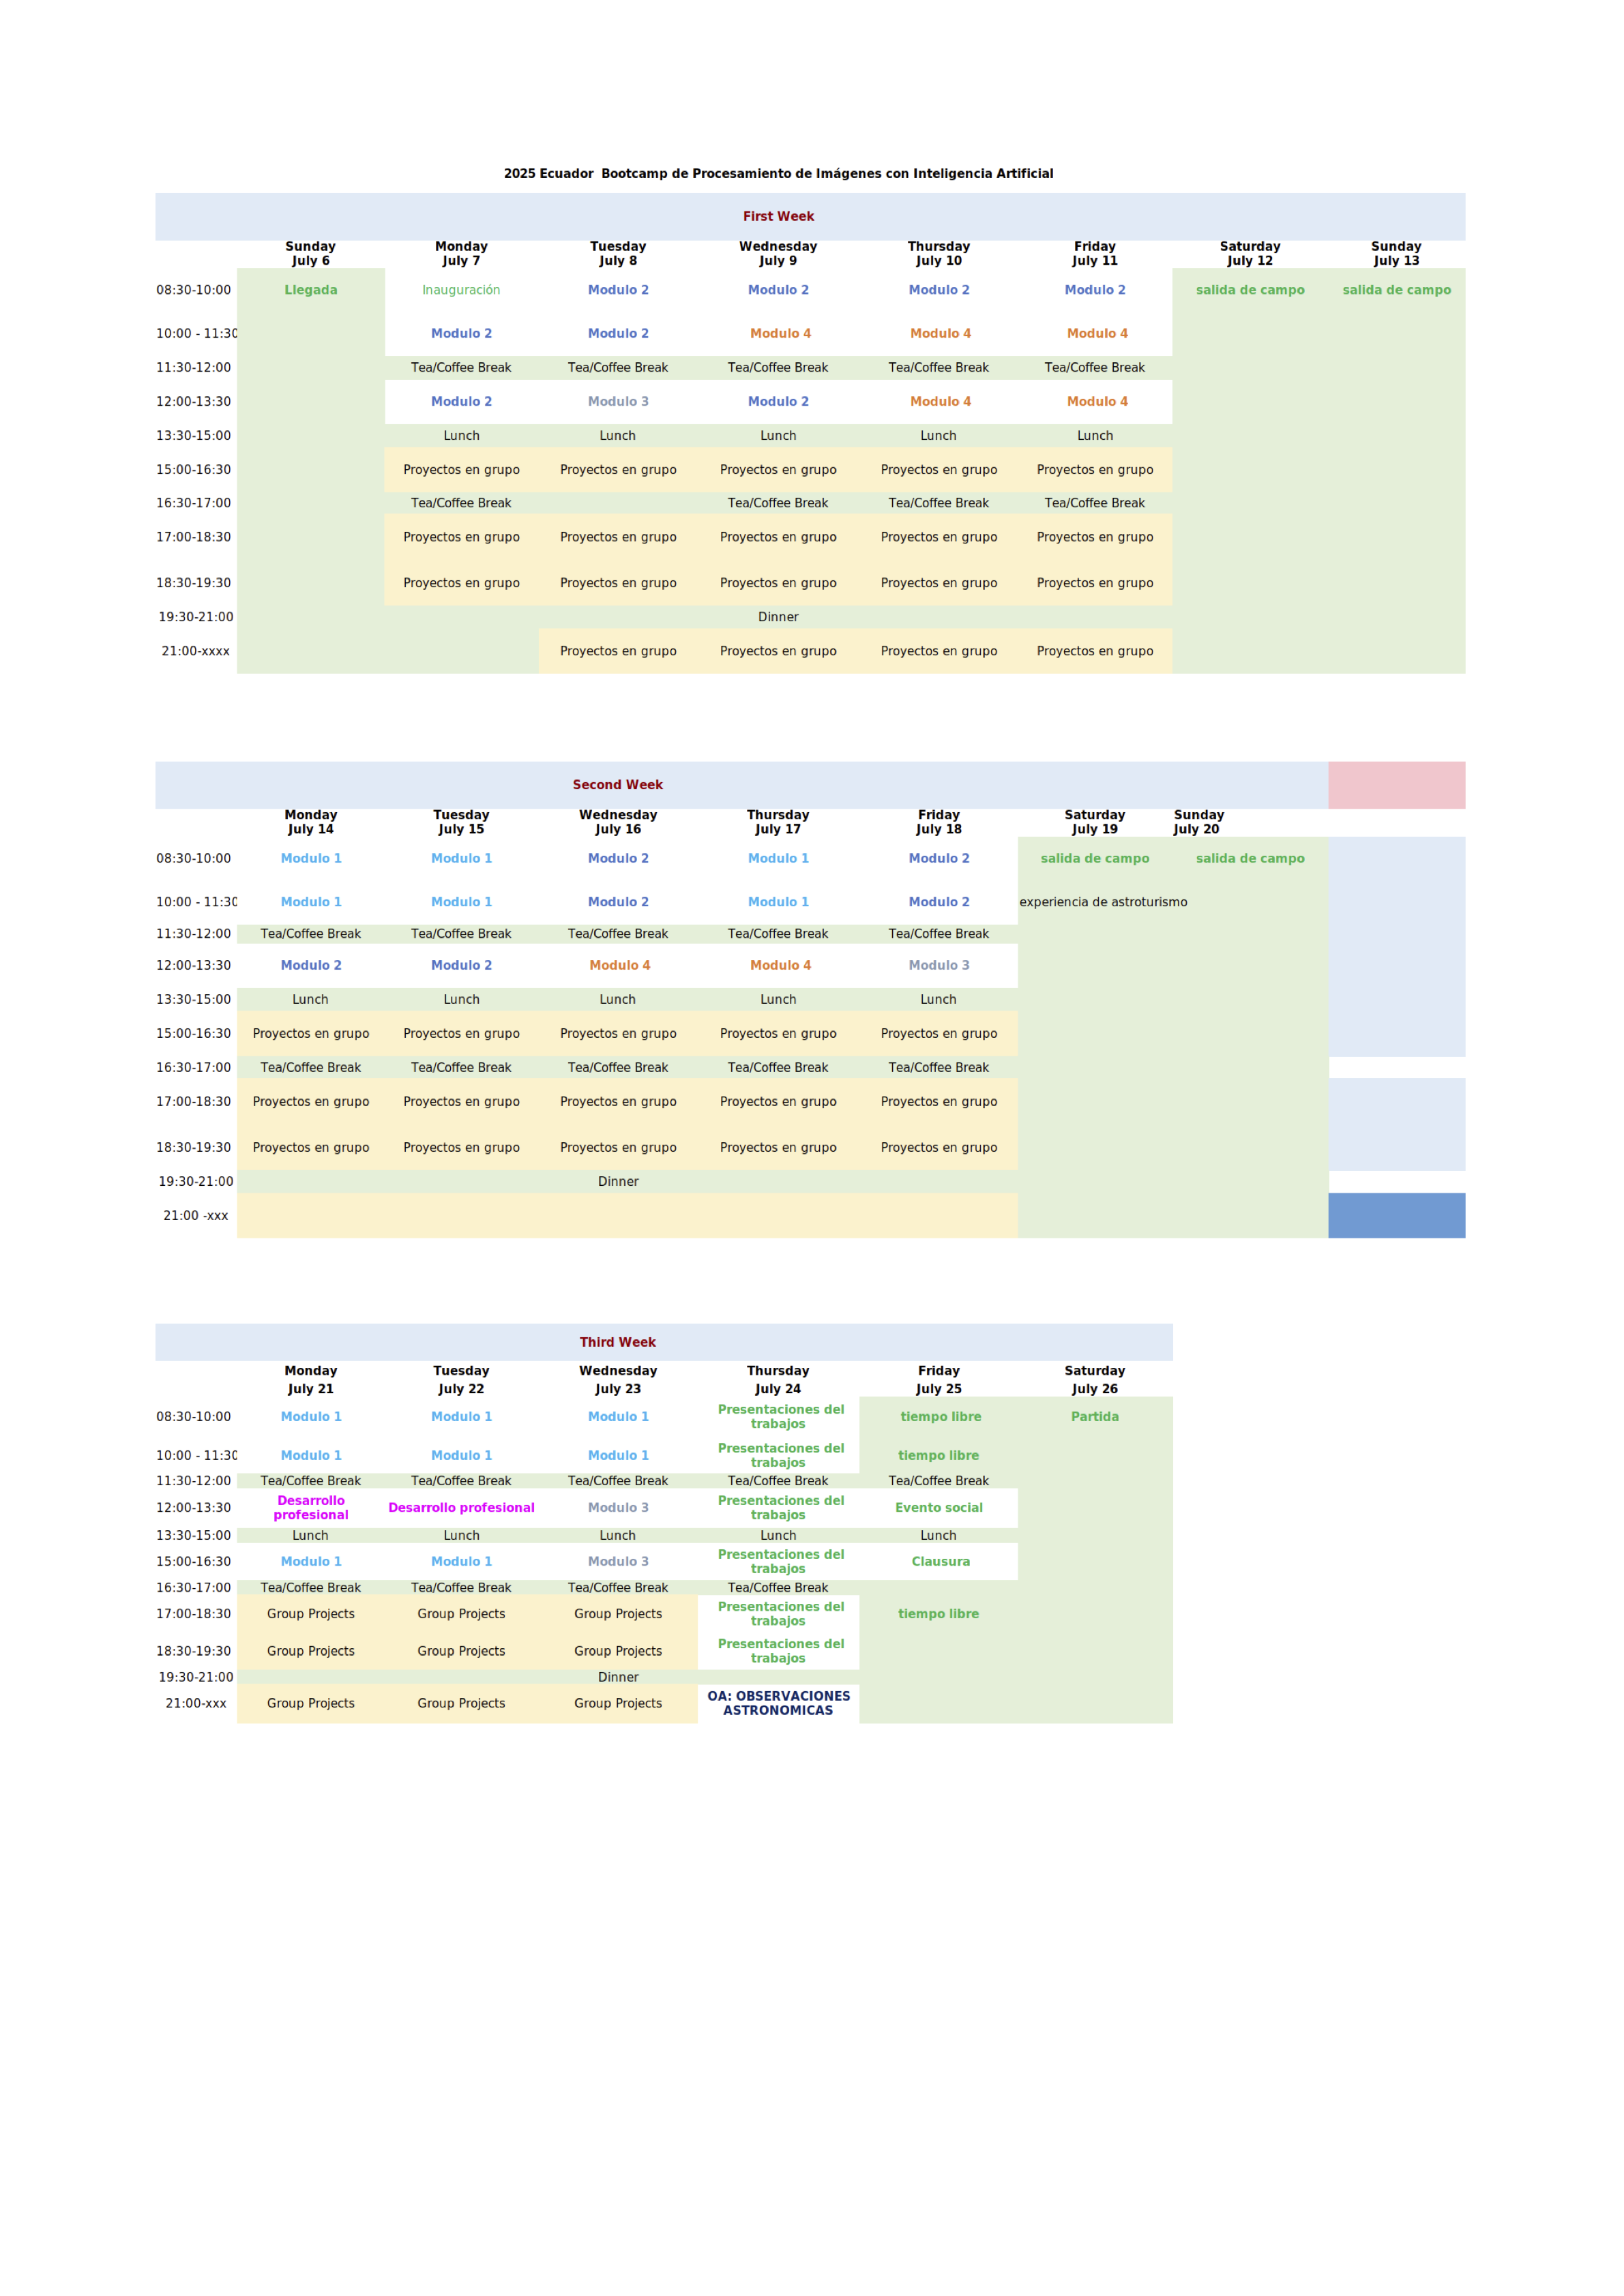 2025 Ecuador  Bootcamp de Procesamiento de Imágenes con Inteligencia Artificial
First Week
Sunday Monday Tuesday Wednesday Thursday Friday Saturday Sunday
July 6 July 7 July 8 July 9 July 10 July 11 July 12 July 13
08:30-10:00 Llegada Inauguración Modulo 2 Modulo 2 Modulo 2 Modulo 2 salida de campo salida de campo
10:00 - 11:30 Modulo 2 Modulo 2 Modulo 4 Modulo 4 Modulo 4
11:30-12:00 Tea/Coffee Break Tea/Coffee Break Tea/Coffee Break Tea/Coffee Break Tea/Coffee Break
12:00-13:30 Modulo 2 Modulo 3 Modulo 2 Modulo 4 Modulo 4
13:30-15:00 Lunch Lunch Lunch Lunch Lunch
15:00-16:30 Proyectos en grupo Proyectos en grupo Proyectos en grupo Proyectos en grupo Proyectos en grupo
16:30-17:00 Tea/Coffee Break Tea/Coffee Break Tea/Coffee Break Tea/Coffee Break
17:00-18:30 Proyectos en grupo Proyectos en grupo Proyectos en grupo Proyectos en grupo Proyectos en grupo
18:30-19:30 Proyectos en grupo Proyectos en grupo Proyectos en grupo Proyectos en grupo Proyectos en grupo
19:30-21:00 Dinner
21:00-xxxx Proyectos en grupo Proyectos en grupo Proyectos en grupo Proyectos en grupo
Second Week
Monday Tuesday Wednesday Thursday Friday Saturday Sunday
July 14 July 15 July 16 July 17 July 18 July 19 July 20
08:30-10:00 Modulo 1 Modulo 1 Modulo 2 Modulo 1 Modulo 2 salida de campo salida de campo
10:00 - 11:30 Modulo 1 Modulo 1 Modulo 2 Modulo 1 Modulo 2 experiencia de astroturismo
11:30-12:00 Tea/Coffee Break Tea/Coffee Break Tea/Coffee Break Tea/Coffee Break Tea/Coffee Break
12:00-13:30 Modulo 2 Modulo 2 Modulo 4 Modulo 4 Modulo 3
13:30-15:00 Lunch Lunch Lunch Lunch Lunch
15:00-16:30 Proyectos en grupo Proyectos en grupo Proyectos en grupo Proyectos en grupo Proyectos en grupo
16:30-17:00 Tea/Coffee Break Tea/Coffee Break Tea/Coffee Break Tea/Coffee Break Tea/Coffee Break
17:00-18:30 Proyectos en grupo Proyectos en grupo Proyectos en grupo Proyectos en grupo Proyectos en grupo
18:30-19:30 Proyectos en grupo Proyectos en grupo Proyectos en grupo Proyectos en grupo Proyectos en grupo
19:30-21:00 Dinner
21:00 -xxx
Third Week
Monday Tuesday Wednesday Thursday Friday Saturday
July 21 July 22 July 23 July 24 July 25 July 26
08:30-10:00 Modulo 1 Modulo 1 Modulo 1 Presentaciones del trabajos tiempo libre Partida
10:00 - 11:30 Modulo 1 Modulo 1 Modulo 1 Presentaciones del trabajos tiempo libre
11:30-12:00 Tea/Coffee Break Tea/Coffee Break Tea/Coffee Break Tea/Coffee Break Tea/Coffee Break
12:00-13:30 Desarrollo profesional Desarrollo profesional Modulo 3 Presentaciones del trabajos Evento social
13:30-15:00 Lunch Lunch Lunch Lunch Lunch
15:00-16:30 Modulo 1 Modulo 1 Modulo 3 Presentaciones del trabajos Clausura
16:30-17:00 Tea/Coffee Break Tea/Coffee Break Tea/Coffee Break Tea/Coffee Break
17:00-18:30 Group Projects Group Projects Group Projects Presentaciones del trabajos tiempo libre
18:30-19:30 Group Projects Group Projects Group Projects Presentaciones del trabajos
19:30-21:00 Dinner
21:00-xxx Group Projects Group Projects Group Projects OA: OBSERVACIONES ASTRONOMICAS